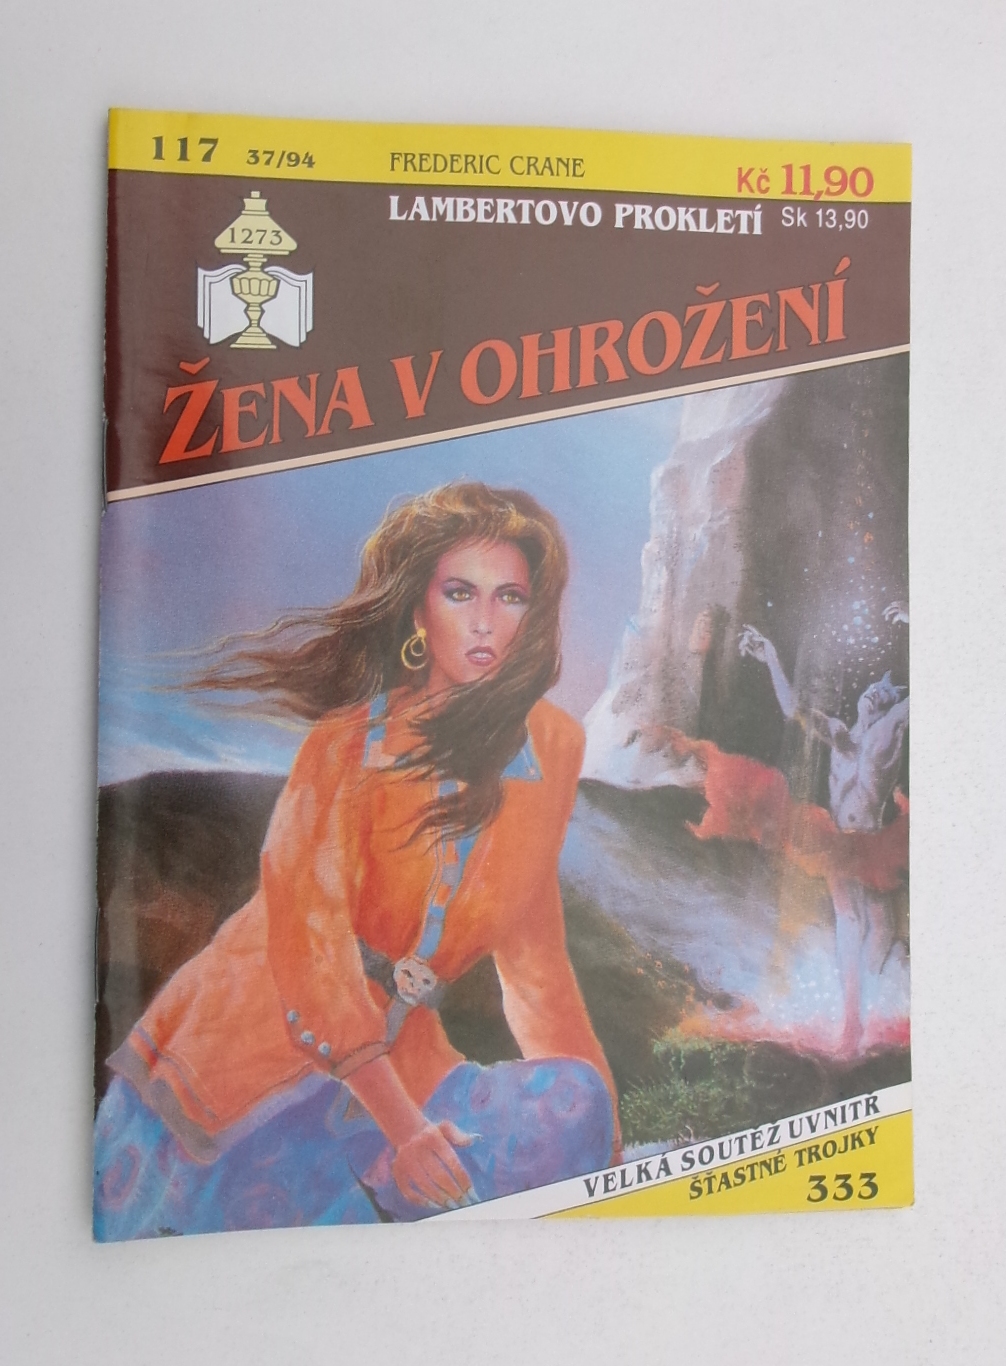 117 37/94 FREDERIC CRANE Kč 11,90
LAMBERTOVO PROKLETÍ Sk 13,90
1273
ŽENA V OHROŽENÍ
VELKÁ SOUTĚŽ UVNITŘ
ŠŤASTNÉ TROJKY
333